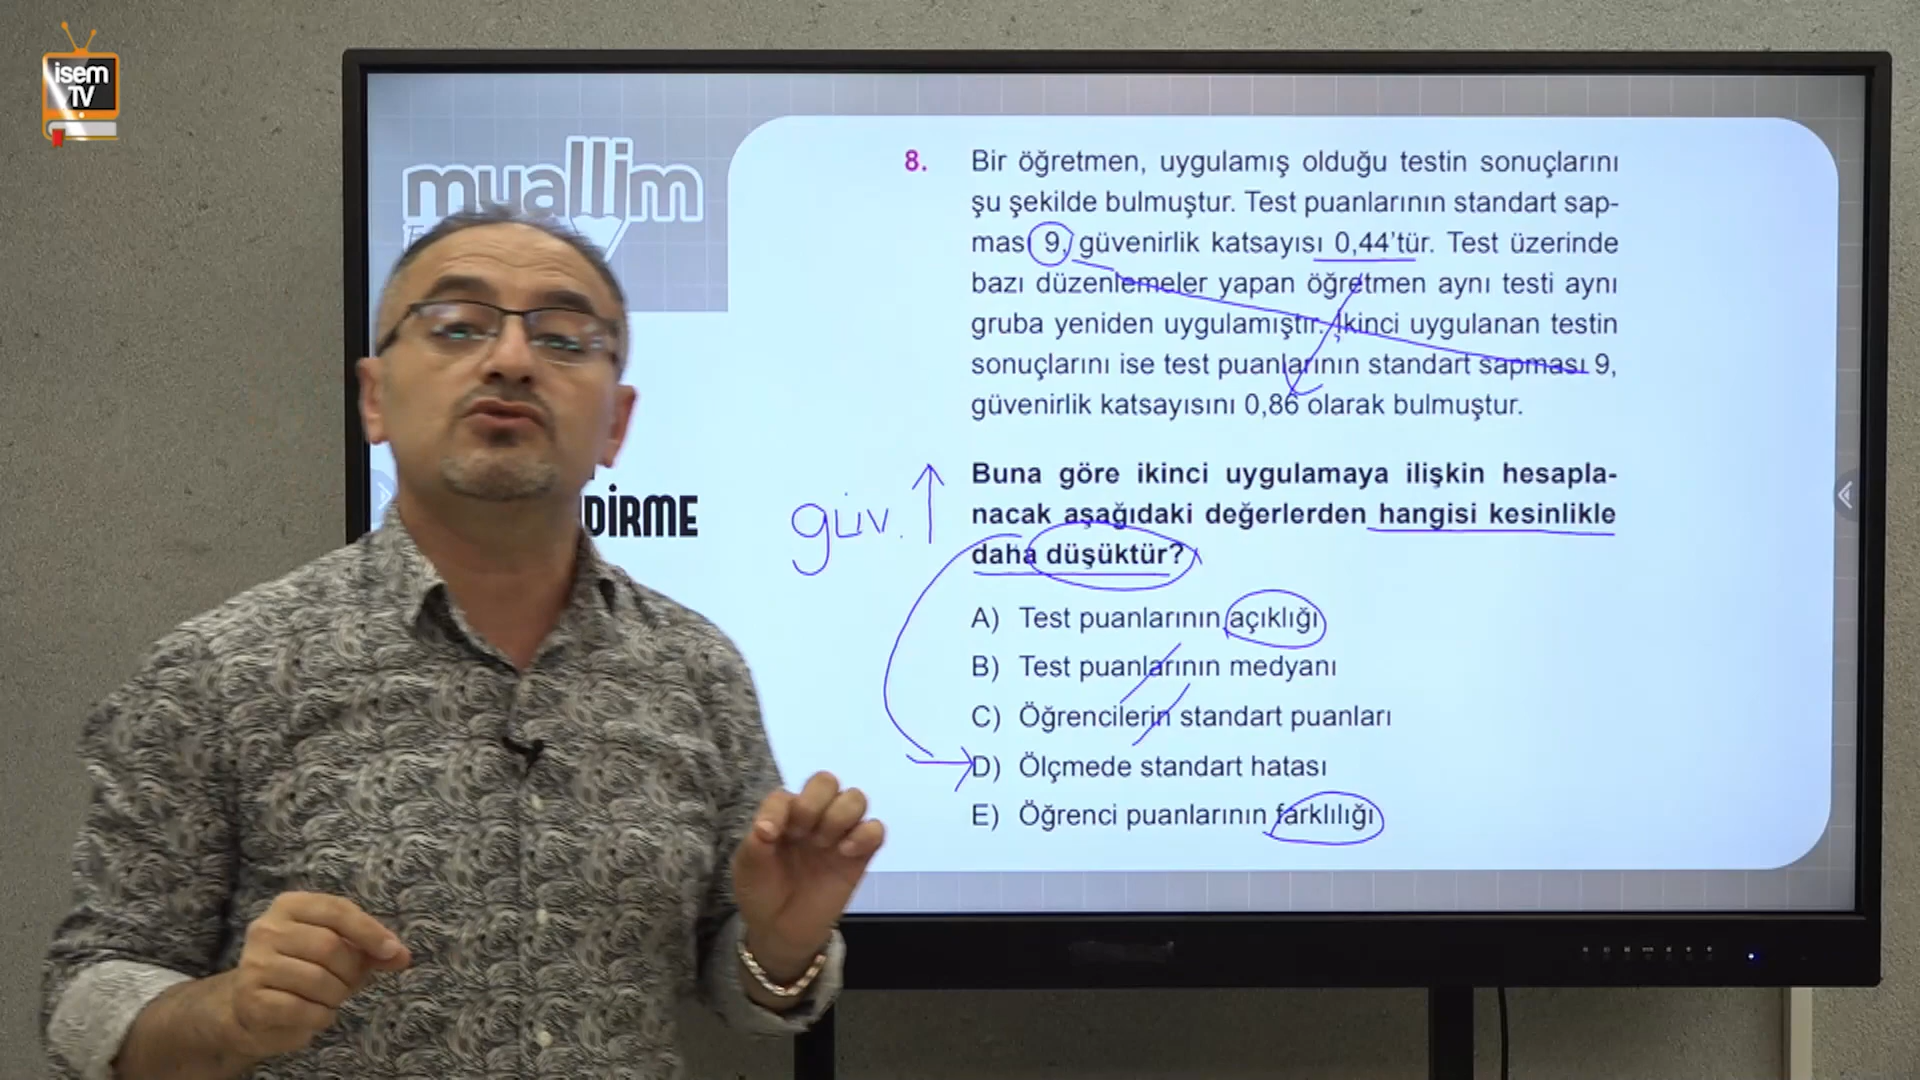 isem
TV
muallim
DİRME
8. Bir öğretmen, uygulamış olduğu testin sonuçlarını
şu şekilde bulmuştur. Test puanlarının standart sap-
ması 9, güvenirlik katsayısı 0,44'tür. Test üzerinde
bazı düzenlemeler yapan öğretmen aynı testi aynı
gruba yeniden uygulamıştır. İkinci uygulanan testin
sonuçlarını ise test puanlarının standart sapması 9,
güvenirlik katsayısını 0,86 olarak bulmuştur.
Buna göre ikinci uygulamaya ilişkin hesapla-
nacak aşağıdaki değerlerden hangisi kesinlikle
daha düşüktür?
güv.
A) Test puanlarının açıklığı
B) Test puanlarının medyanı
C) Öğrencilerin standart puanları
D) Ölçmede standart hatası
E) Öğrenci puanlarının farklılığı